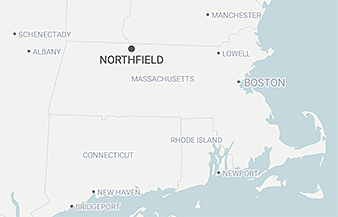 MANCHESTER
SCHENECTADY
ALBANY
LOWELL
NORTHFIELD
MASSACHUSETTS
BOSTON
RHODE ISLAND
CONNECTICUT
NEWPORT
NEW HAVEN
BRIDGEPORT